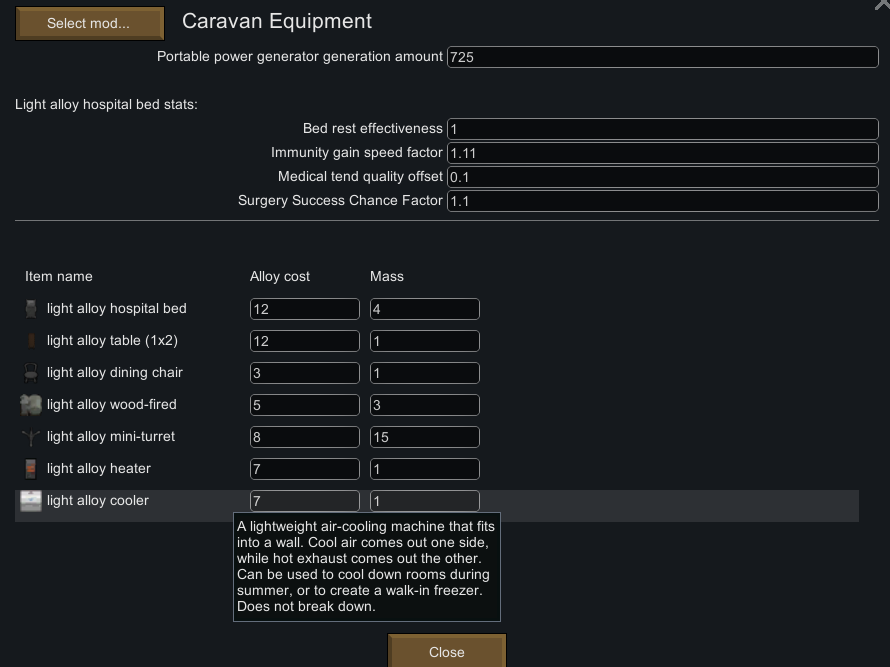 Select mod...
Caravan Equipment
Portable power generator generation amount 725
Light alloy hospital bed stats:
Bed rest effectiveness 1
Immunity gain speed factor 1.11
Medical tend quality offset 0.1
Surgery Success Chance Factor 1.1
Item name Alloy cost Mass
light alloy hospital bed 12 4
light alloy table (1x2) 12 1
light alloy dining chair 3 1
light alloy wood-fired 5 3
light alloy mini-turret 8 15
light alloy heater 7 1
light alloy cooler 7 1
A lightweight air-cooling machine that fits
into a wall. Cool air comes out one side,
while hot exhaust comes out the other.
Can be used to cool down rooms during
summer, or to create a walk-in freezer.
Does not break down.
Close